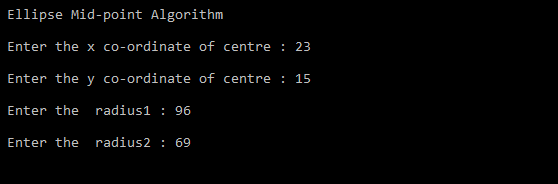 Ellipse Mid-point Algorithm
Enter the x co-ordinate of centre : 23
Enter the y co-ordinate of centre : 15
Enter the  radius1 : 96
Enter the  radius2 : 69